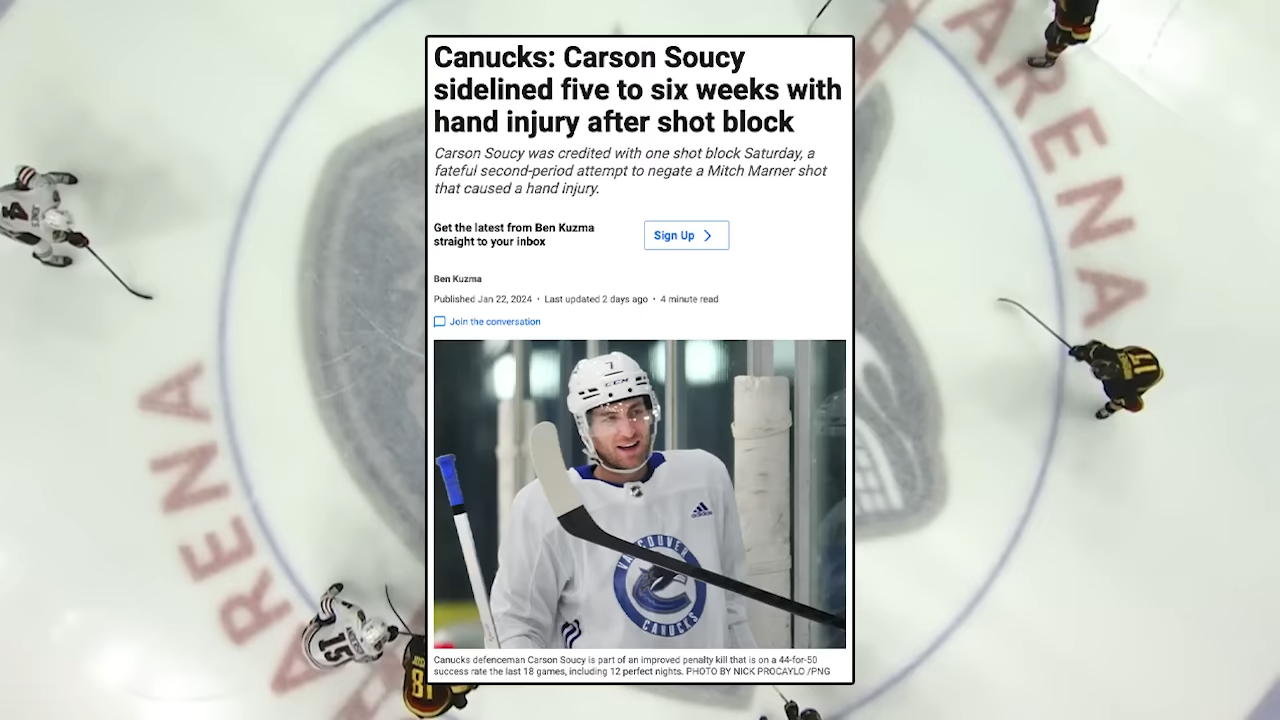 Canucks: Carson Soucy
sidelined five to six weeks with
hand injury after shot block
Carson Soucy was credited with one shot block Saturday, a
fateful second-period attempt to negate a Mitch Marner shot
that caused a hand injury.
Get the latest from Ben Kuzma
straight to your inbox
Sign Up
Ben Kuzma
Published Jan 22, 2024 • Last updated 2 days ago • 4 minute read
Join the conversation
7
CCM
adidas
VANCOUVER
CANUCKS
Canucks defenceman Carson Soucy is part of an improved penalty kill that is on a 44-for-50
success rate the last 18 games, including 12 perfect nights. PHOTO BY NICK PROCAYLO /PNG
ARENA
ARENA
4
15
81
17